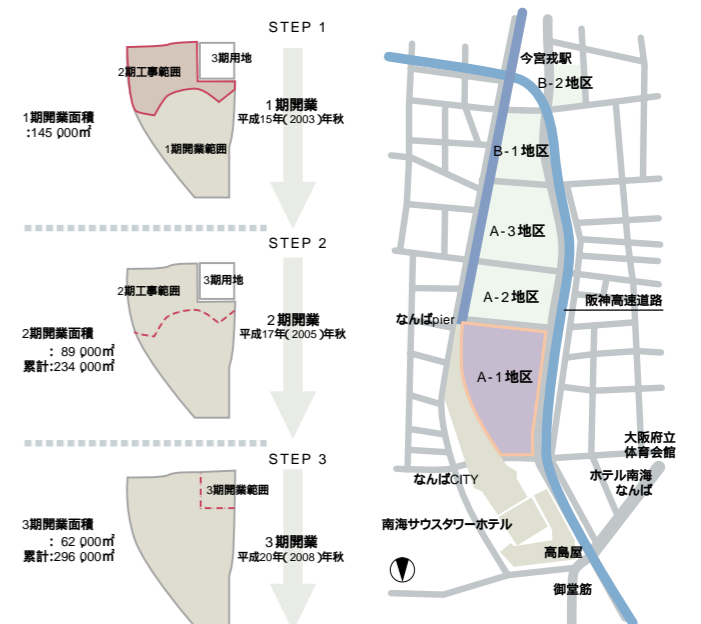 STEP 1
3期用地
2期工事範囲
1期開業面積
:145,000㎡
1期開業
平成15年(2003)年秋
1期開業範囲
STEP 2
3期用地
2期工事範囲
2期開業面積
: 89,000㎡
累計:234,000㎡
2期開業
平成17年(2005)年秋
STEP 3
3期開業範囲
3期開業面積
: 62,000㎡
累計:296,000㎡
3期開業
平成20年(2008)年秋
今宮戎駅
B-2地区
B-1地区
A-3地区
A-2地区
阪神高速道路
なんばpier
A-1地区
大阪府立
体育会館
なんばCITY
ホテル南海
なんば
南海サウスタワーホテル
高島屋
御堂筋